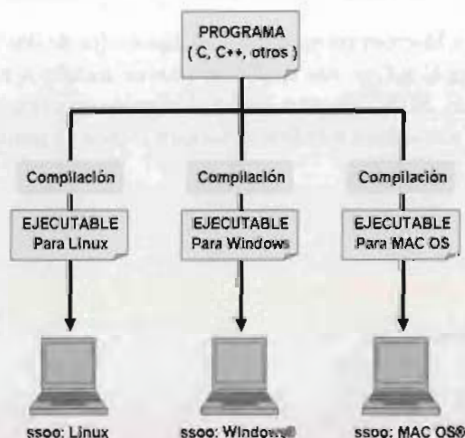 PROGRAMA
( C, C++, otros )
Compilación
Compilación
Compilación
EJECUTABLE
Para Linux
EJECUTABLE
Para Windows
EJECUTABLE
Para MAC OS
ssoo: Linux
ssoo: Windows®
ssoo: MAC OS®